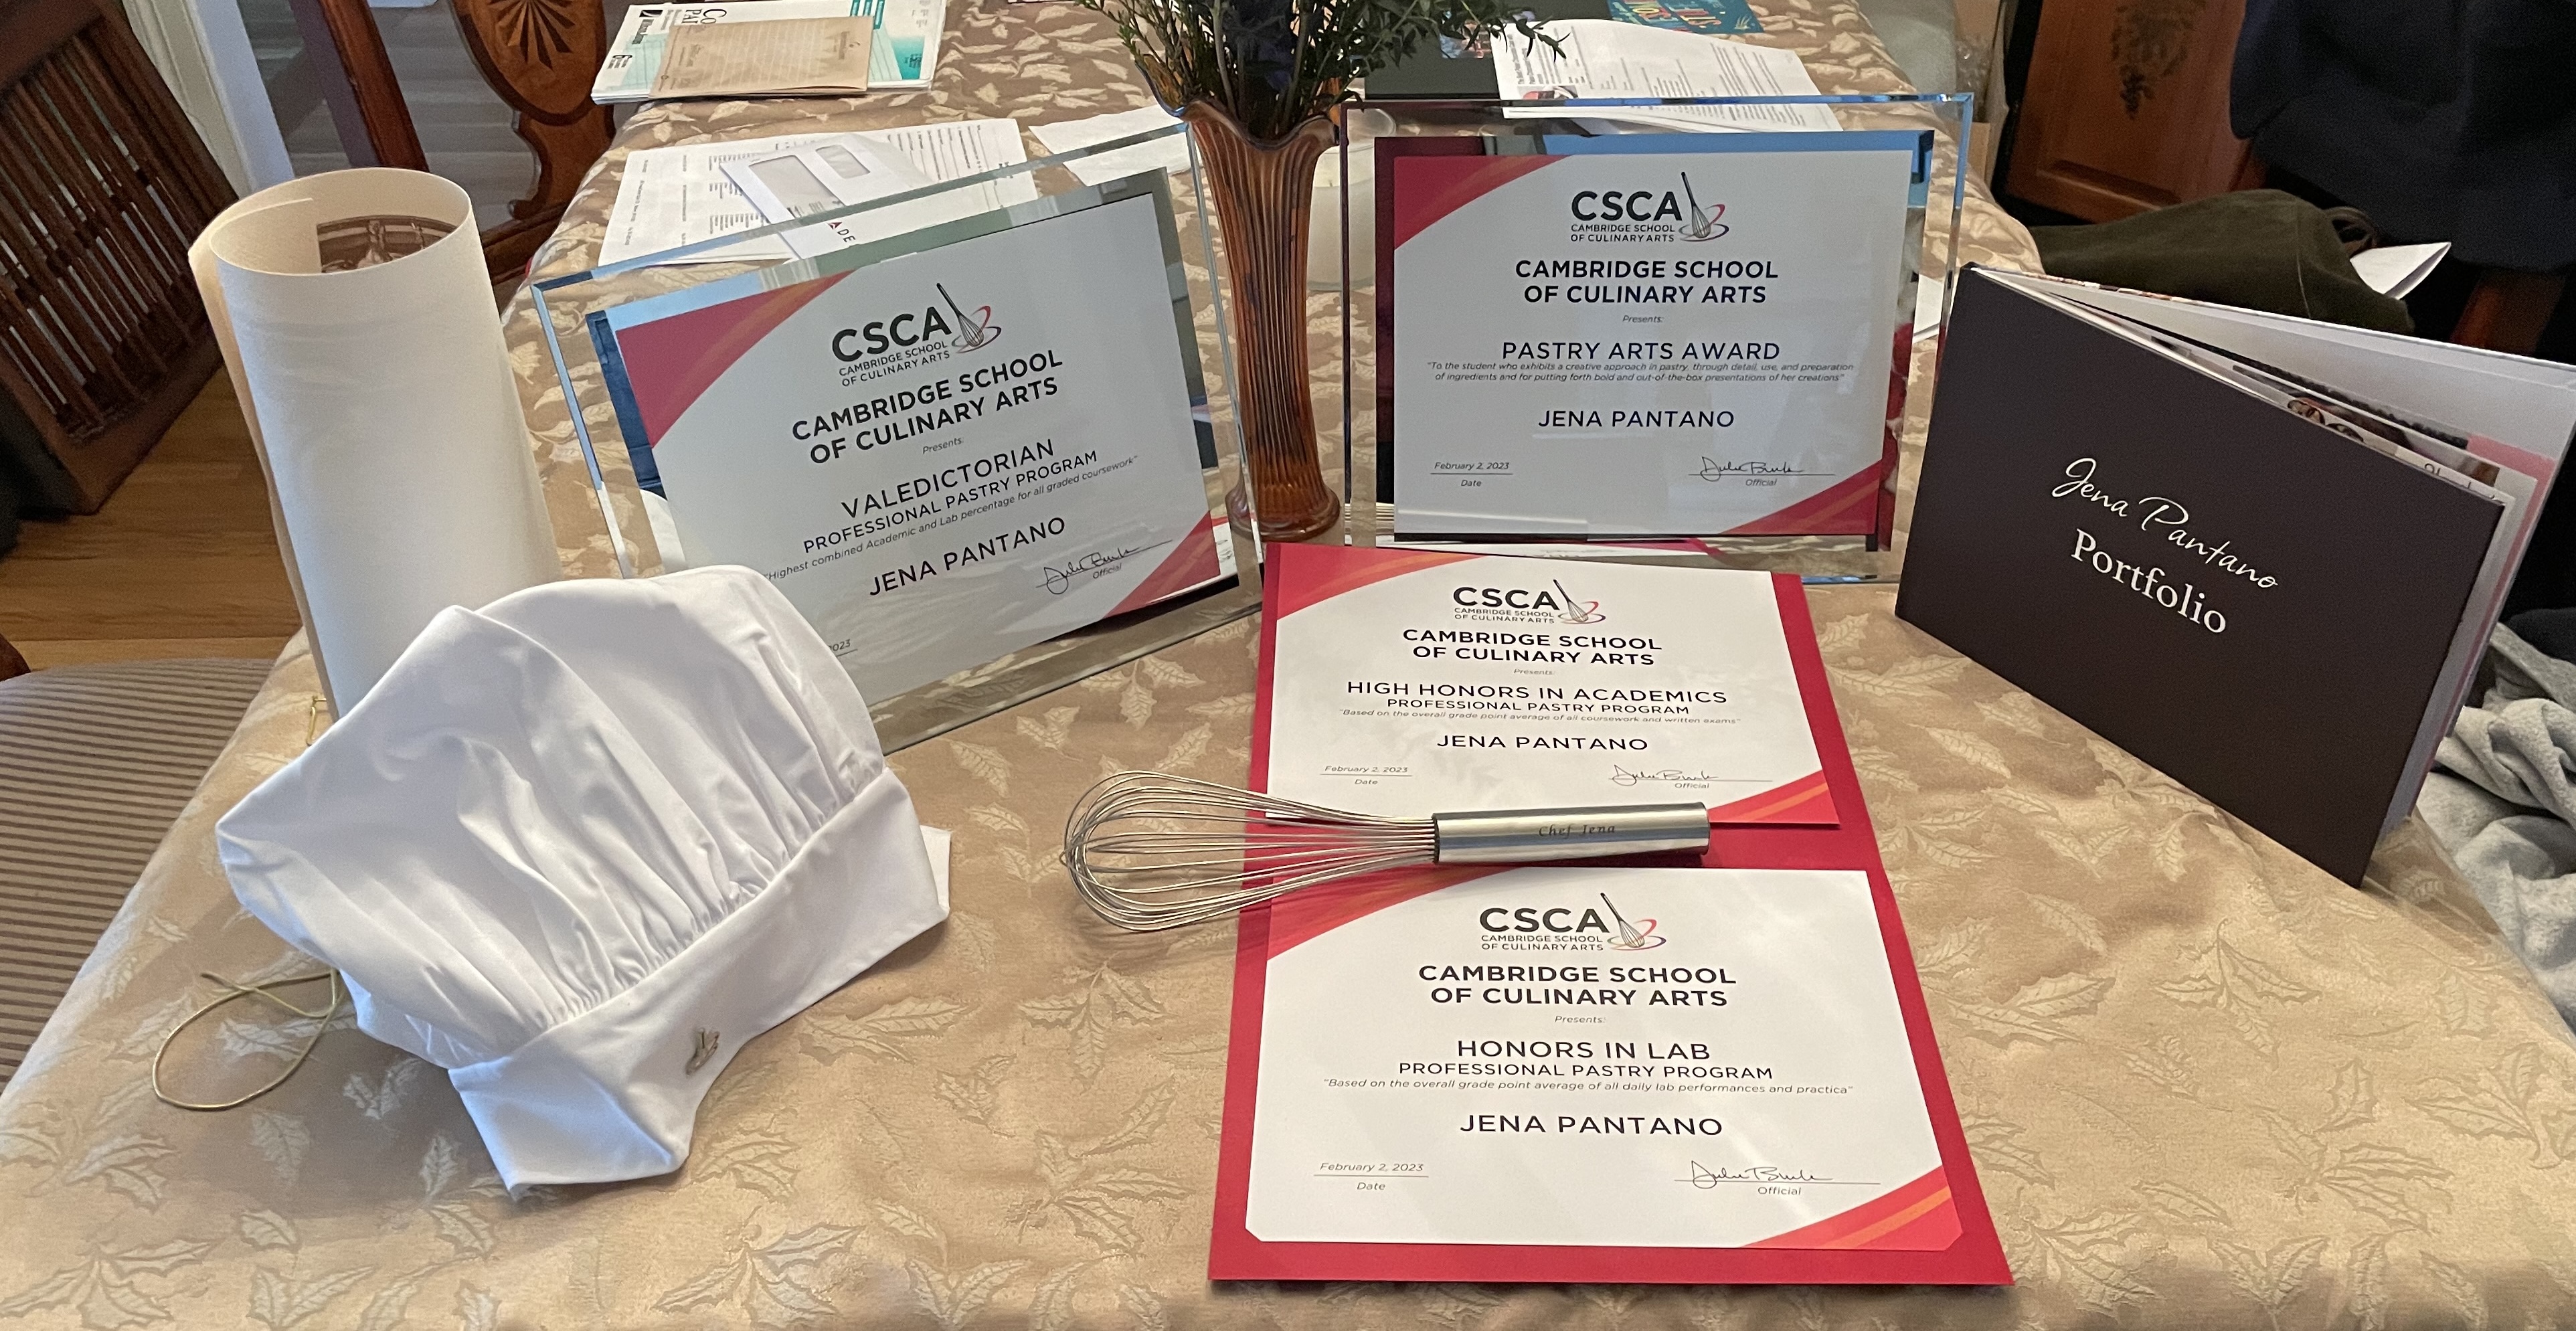 CSCA
CAMBRIDGE SCHOOL
OF CULINARY ARTS
CAMBRIDGE SCHOOL
OF CULINARY ARTS
Presents:
VALEDICTORIAN
PROFESSIONAL PASTRY PROGRAM
"Highest combined Academic and Lab percentage for all graded coursework"
JENA PANTANO
Official
CSCA
CAMBRIDGE SCHOOL
OF CULINARY ARTS
CAMBRIDGE SCHOOL
OF CULINARY ARTS
Presents:
PASTRY ARTS AWARD
"To the student who exhibits a creative approach in pastry, through detail, use, and preparation
of ingredients and for putting forth bold and out-of-the-box presentations of her creations"
JENA PANTANO
February 2, 2023
Date
Official
Jena Pantano
Portfolio
CSCA
CAMBRIDGE SCHOOL
OF CULINARY ARTS
CAMBRIDGE SCHOOL
OF CULINARY ARTS
Presents:
HIGH HONORS IN ACADEMICS
PROFESSIONAL PASTRY PROGRAM
"Based on the overall grade point average of all coursework and written exams"
JENA PANTANO
February 2, 2023
Date
Official
Chef Jena
CSCA
CAMBRIDGE SCHOOL
OF CULINARY ARTS
CAMBRIDGE SCHOOL
OF CULINARY ARTS
Presents:
HONORS IN LAB
PROFESSIONAL PASTRY PROGRAM
"Based on the overall grade point average of all daily lab performances and practica"
JENA PANTANO
February 2, 2023
Date
Official